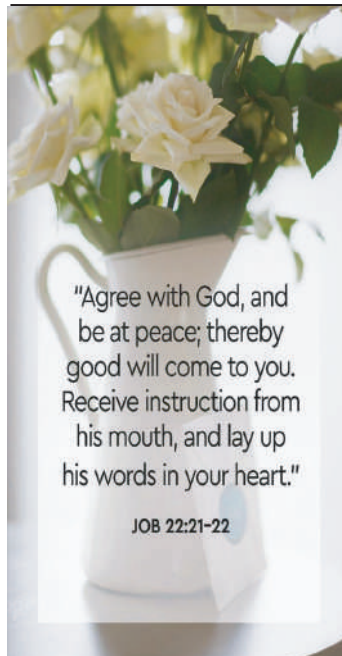 "Agree with God, and
be at peace; thereby
good will come to you.
Receive instruction from
his mouth, and lay up
his words in your heart."
JOB 22:21-22